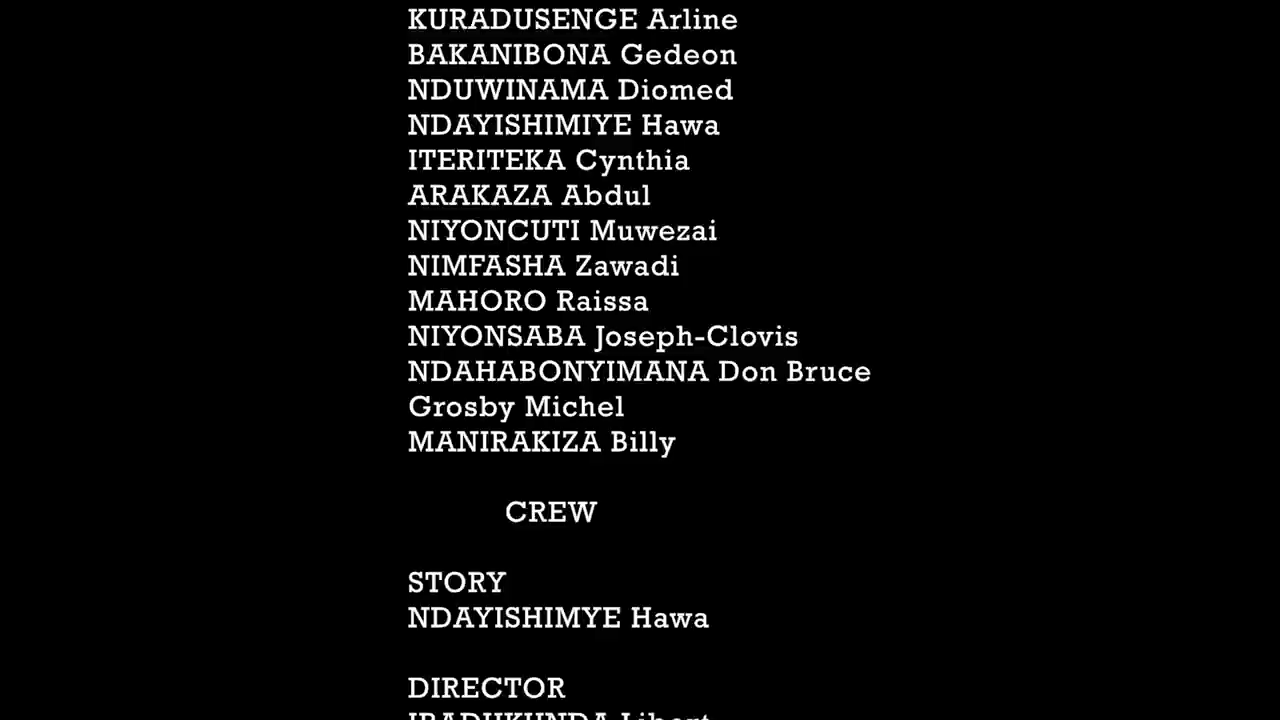 KURADUSENGE Arline
BAKANIBONA Gedeon
NDUWINAMA Diomed
NDAYISHIMIYE Hawa
ITERITEKA Cynthia
ARAKAZA Abdul
NIYONCUTI Muwezai
NIMFASHA Zawadi
MAHORO Raissa
NIYONSABA Joseph-Clovis
NDAHABONYIMANA Don Bruce
Grosby Michel
MANIRAKIZA Billy
CREW
STORY
NDAYISHIMYE Hawa
DIRECTOR